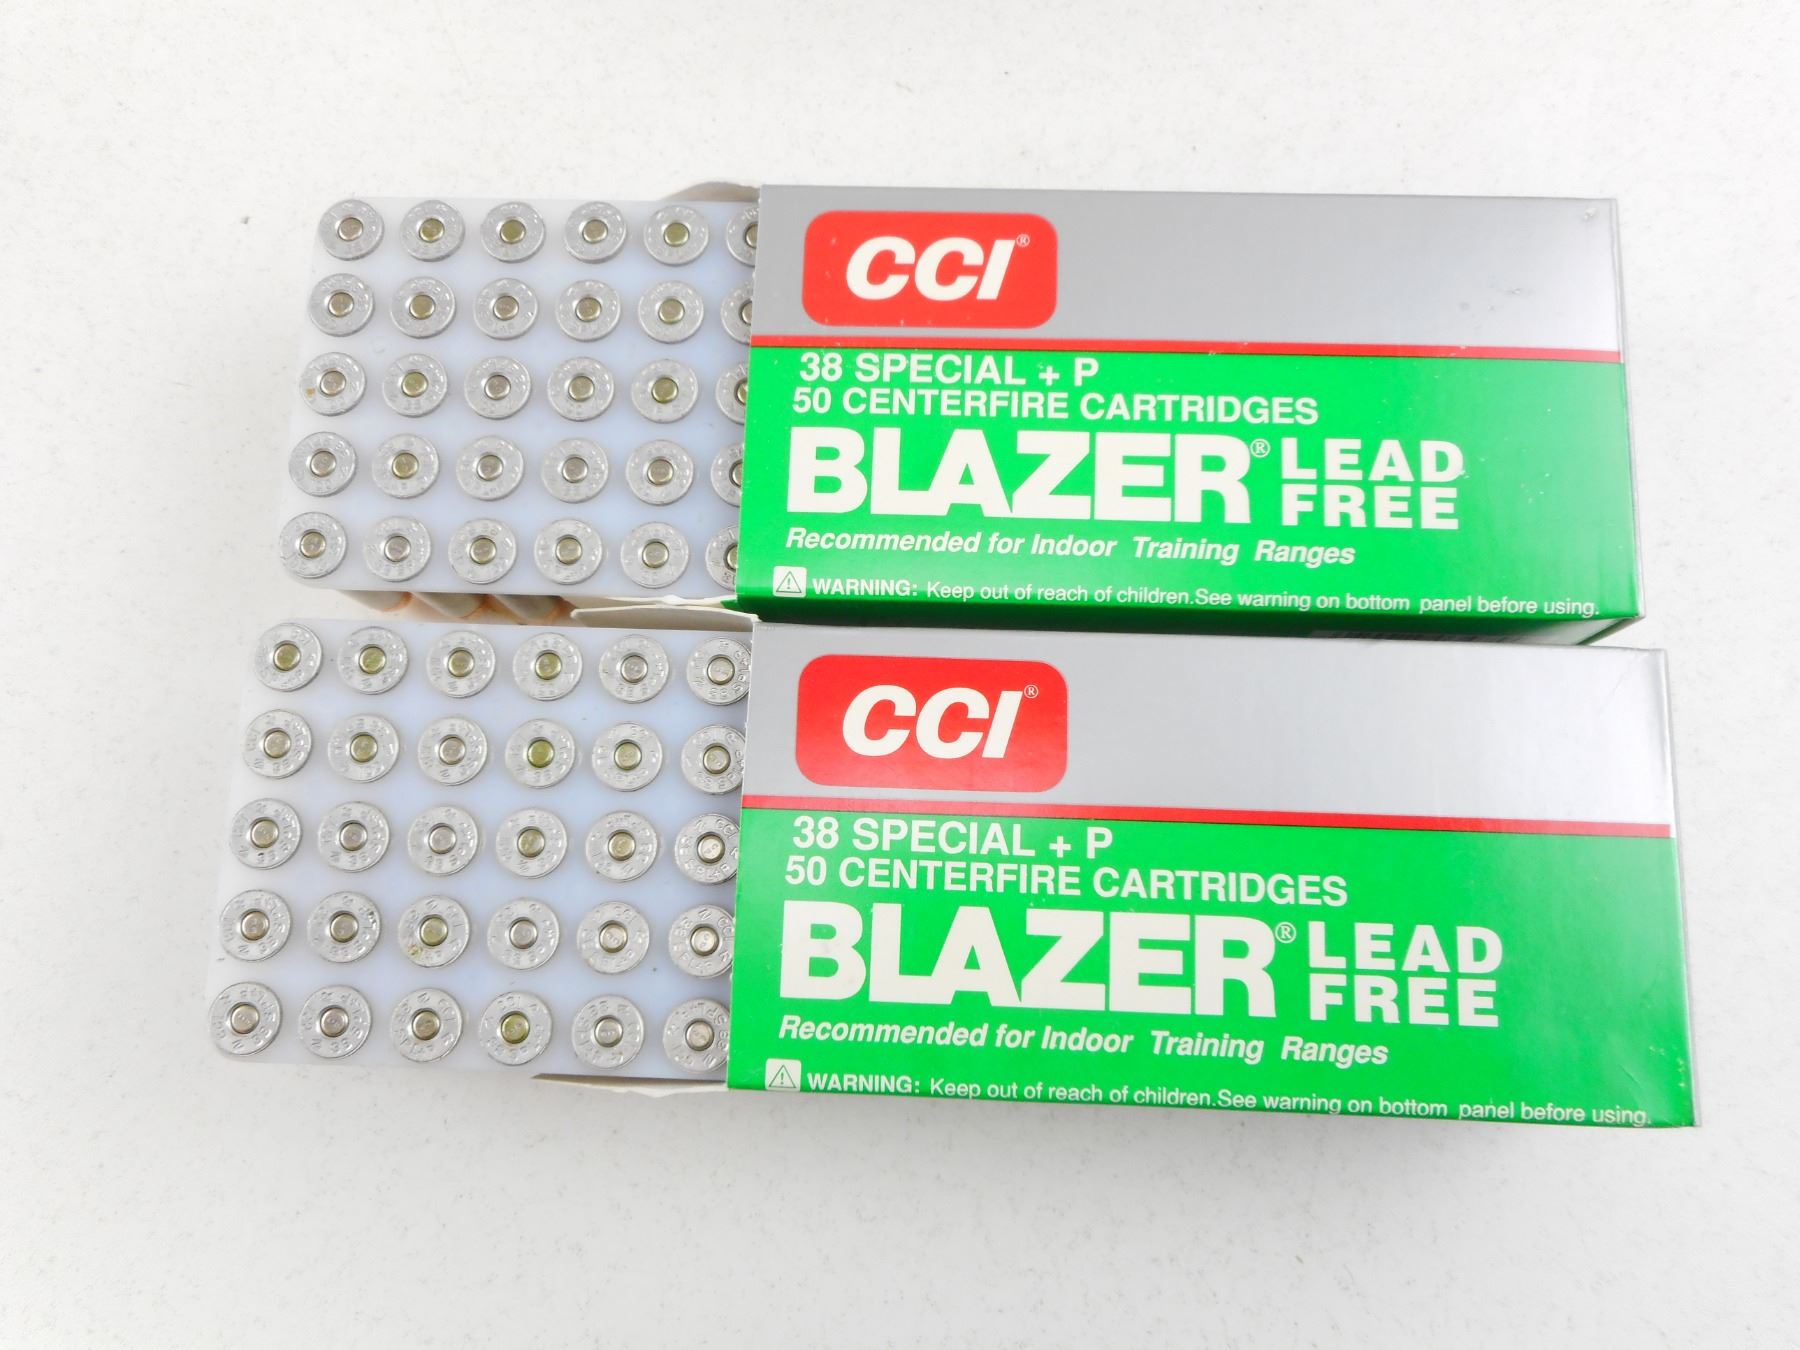 CCI®
38 SPECIAL + P
50 CENTERFIRE CARTRIDGES
BLAZER® LEAD FREE
Recommended for Indoor Training Ranges
WARNING: Keep out of reach of children.See warning on bottom panel before using.
CCI®
38 SPECIAL + P
50 CENTERFIRE CARTRIDGES
BLAZER® LEAD FREE
Recommended for Indoor Training Ranges
WARNING: Keep out of reach of children.See warning on bottom panel before using.